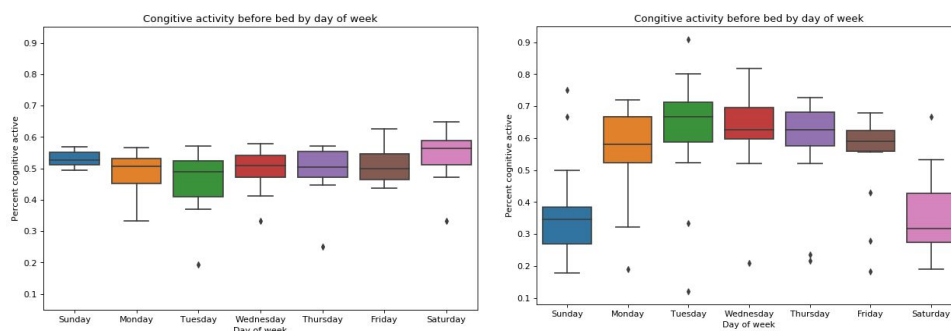 Congitive activity before bed by day of week
Percent cognitive active
0.9
0.8
0.7
0.6
0.5
0.4
0.3
0.2
0.1
Sunday Monday Tuesday Wednesday Thursday Friday Saturday
Day of week
Congitive activity before bed by day of week
Percent cognitive active
0.9
0.8
0.7
0.6
0.5
0.4
0.3
0.2
0.1
Sunday Monday Tuesday Wednesday Thursday Friday Saturday
Day of week